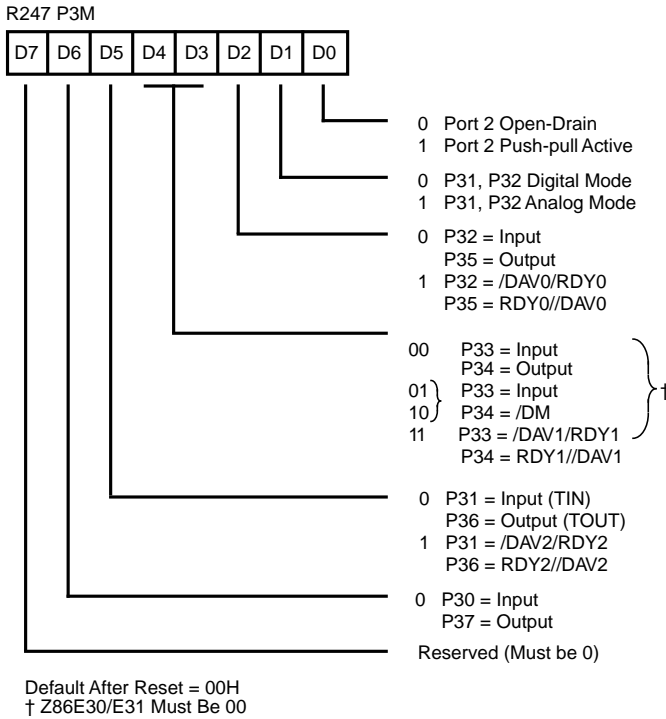 R247 P3M
D7 D6 D5 D4 D3 D2 D1 D0
0 Port 2 Open-Drain
1 Port 2 Push-pull Active
0 P31, P32 Digital Mode
1 P31, P32 Analog Mode
0 P32 = Input
P35 = Output
1 P32 = /DAV0/RDY0
P35 = RDY0//DAV0
00 P33 = Input
P34 = Output
01 P33 = Input
10 P34 = /DM
11 P33 = /DAV1/RDY1
P34 = RDY1//DAV1
†
0 P31 = Input (TIN)
P36 = Output (TOUT)
1 P31 = /DAV2/RDY2
P36 = RDY2//DAV2
0 P30 = Input
P37 = Output
Reserved (Must be 0)
Default After Reset = 00H
† Z86E30/E31 Must Be 00